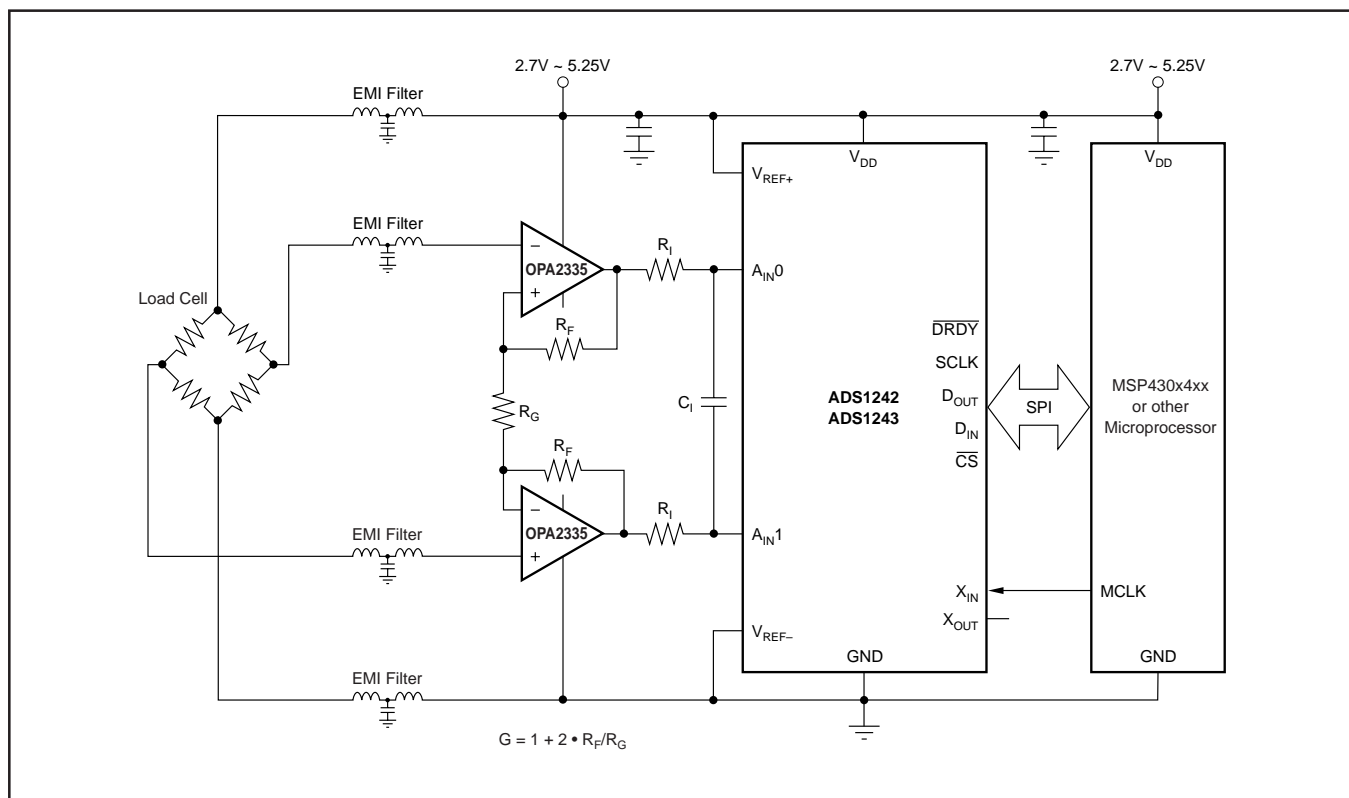 2.7V ~ 5.25V
2.7V ~ 5.25V
EMI Filter
V_DD
V_DD
V_REF+
EMI Filter
R_I
−
OPA2335
+
A_IN0
Load Cell
R_F
DRDY
SCLK
R_G
C_I
ADS1242
ADS1243
D_OUT
D_IN
CS
SPI
MSP430x4xx
or other
Microprocessor
R_F
−
OPA2335
+
R_I
EMI Filter
A_IN1
X_IN
MCLK
X_OUT
V_REF–
GND
GND
EMI Filter
G = 1 + 2 • R_F/R_G